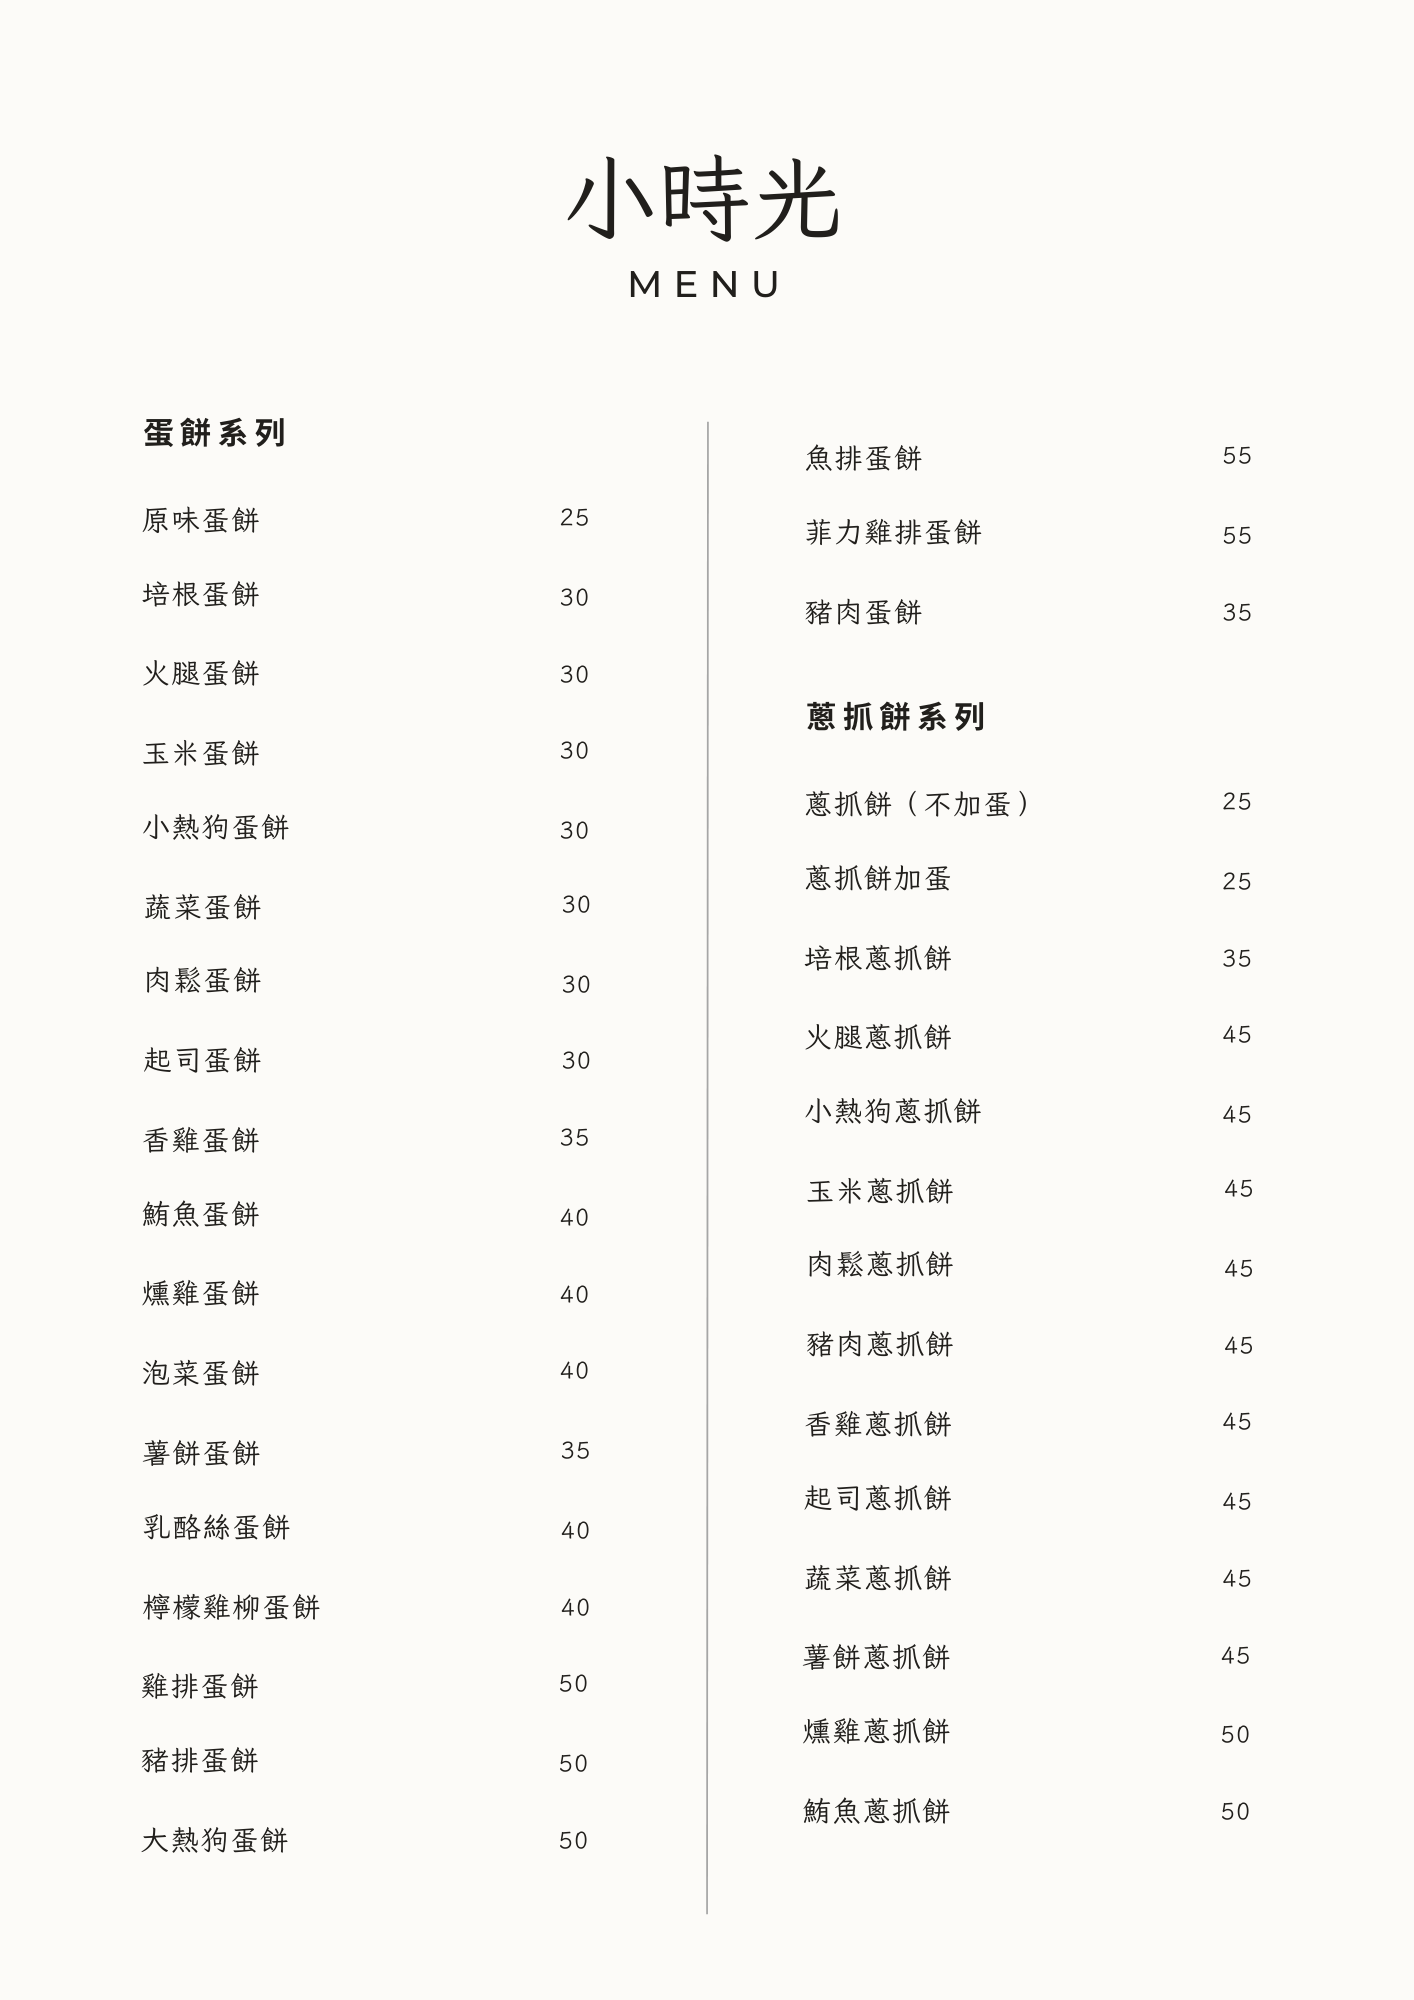 小時光
MENU
蛋餅系列
原味蛋餅 25
培根蛋餅 30
火腿蛋餅 30
玉米蛋餅 30
小熱狗蛋餅 30
蔬菜蛋餅 30
肉鬆蛋餅 30
起司蛋餅 30
香雞蛋餅 35
鮪魚蛋餅 40
燻雞蛋餅 40
泡菜蛋餅 40
薯餅蛋餅 35
乳酪絲蛋餅 40
檸檬雞柳蛋餅 40
雞排蛋餅 50
豬排蛋餅 50
大熱狗蛋餅 50
魚排蛋餅 55
菲力雞排蛋餅 55
豬肉蛋餅 35
蔥抓餅系列
蔥抓餅（不加蛋） 25
蔥抓餅加蛋 25
培根蔥抓餅 35
火腿蔥抓餅 45
小熱狗蔥抓餅 45
玉米蔥抓餅 45
肉鬆蔥抓餅 45
豬肉蔥抓餅 45
香雞蔥抓餅 45
起司蔥抓餅 45
蔬菜蔥抓餅 45
薯餅蔥抓餅 45
燻雞蔥抓餅 50
鮪魚蔥抓餅 50